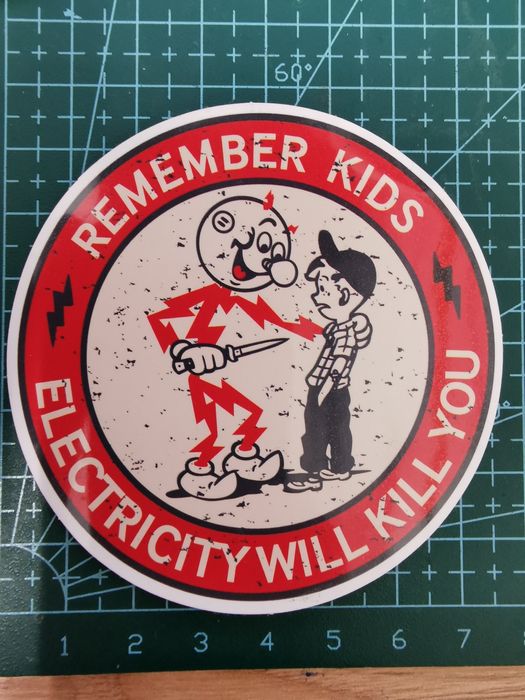 60°
REMEMBER KIDS
ELECTRICITY WILL KILL YOU
1 2 3 4 5 6 7